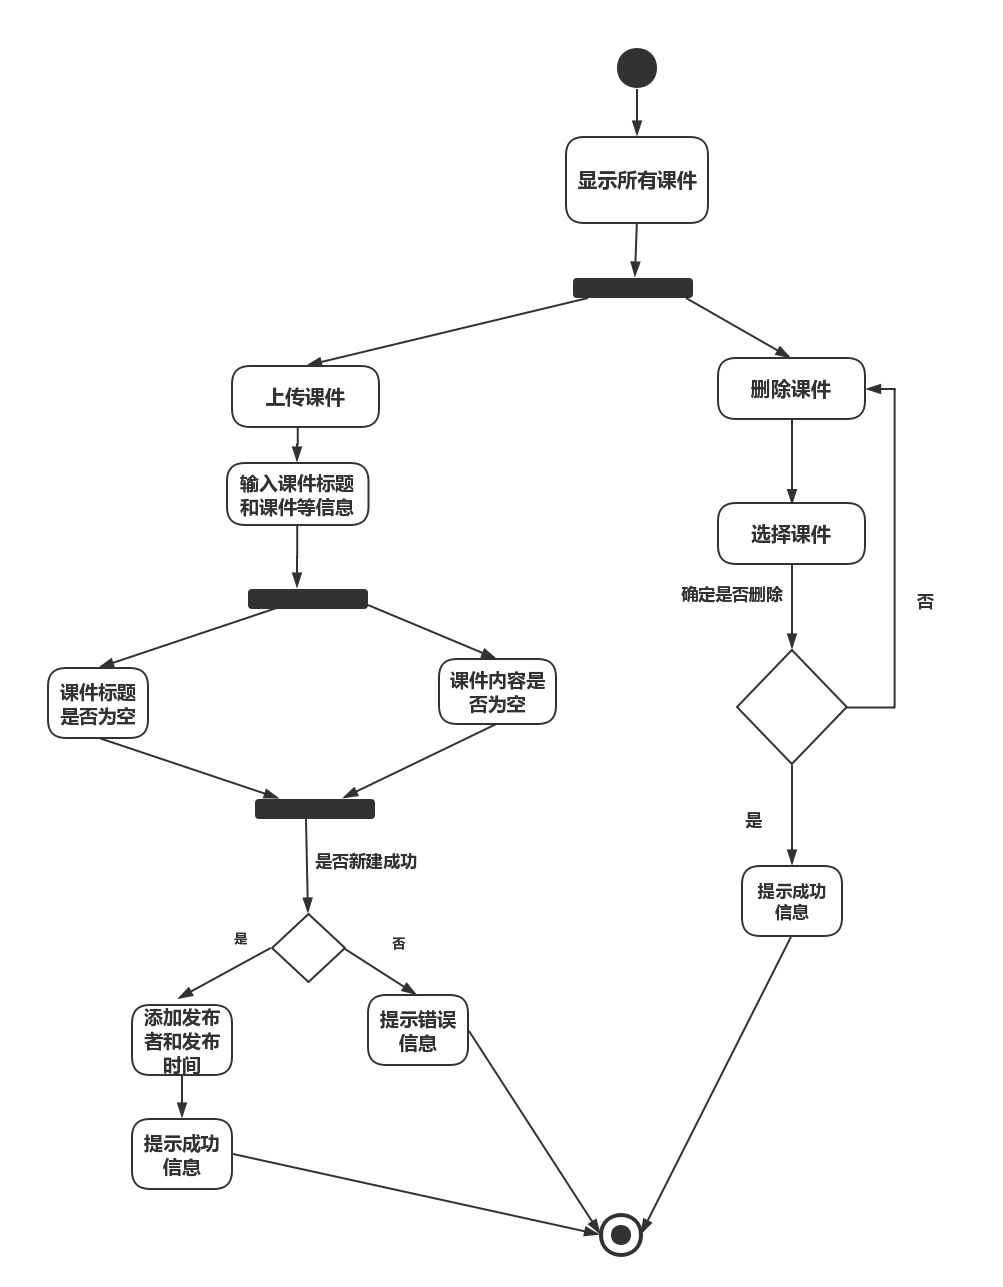 显示所有课件
上传课件
删除课件
输入课件标题
和课件等信息
选择课件
确定是否删除
否
课件标题
是否为空
课件内容是
否为空
是
是否新建成功
提示成功
信息
是
否
添加发布
者和发布
时间
提示错误
信息
提示成功
信息